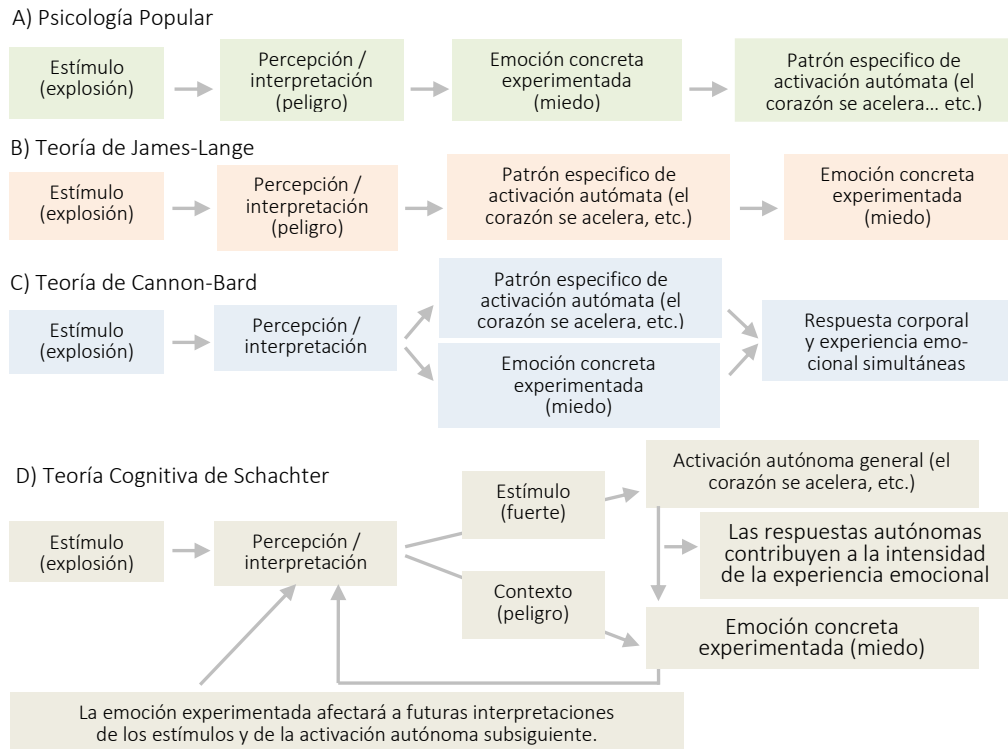 A) Psicología Popular
Estímulo
(explosión)
Percepción /
interpretación
(peligro)
Emoción concreta
experimentada
(miedo)
Patrón especifico de
activación autómata (el
corazón se acelera... etc.)
B) Teoría de James-Lange
Estímulo
(explosión)
Percepción /
interpretación
(peligro)
Patrón especifico de
activación autómata (el
corazón se acelera, etc.)
Emoción concreta
experimentada
(miedo)
C) Teoría de Cannon-Bard
Estímulo
(explosión)
Percepción /
interpretación
Patrón especifico de
activación autómata (el
corazón se acelera, etc.)
Emoción concreta
experimentada
(miedo)
Respuesta corporal
y experiencia emo-
cional simultáneas
D) Teoría Cognitiva de Schachter
Estímulo
(explosión)
Percepción /
interpretación
Estímulo
(fuerte)
Contexto
(peligro)
Activación autónoma general (el
corazón se acelera, etc.)
Las respuestas autónomas
contribuyen a la intensidad
de la experiencia emocional
Emoción concreta
experimentada (miedo)
La emoción experimentada afectará a futuras interpretaciones
de los estímulos y de la activación autónoma subsiguiente.